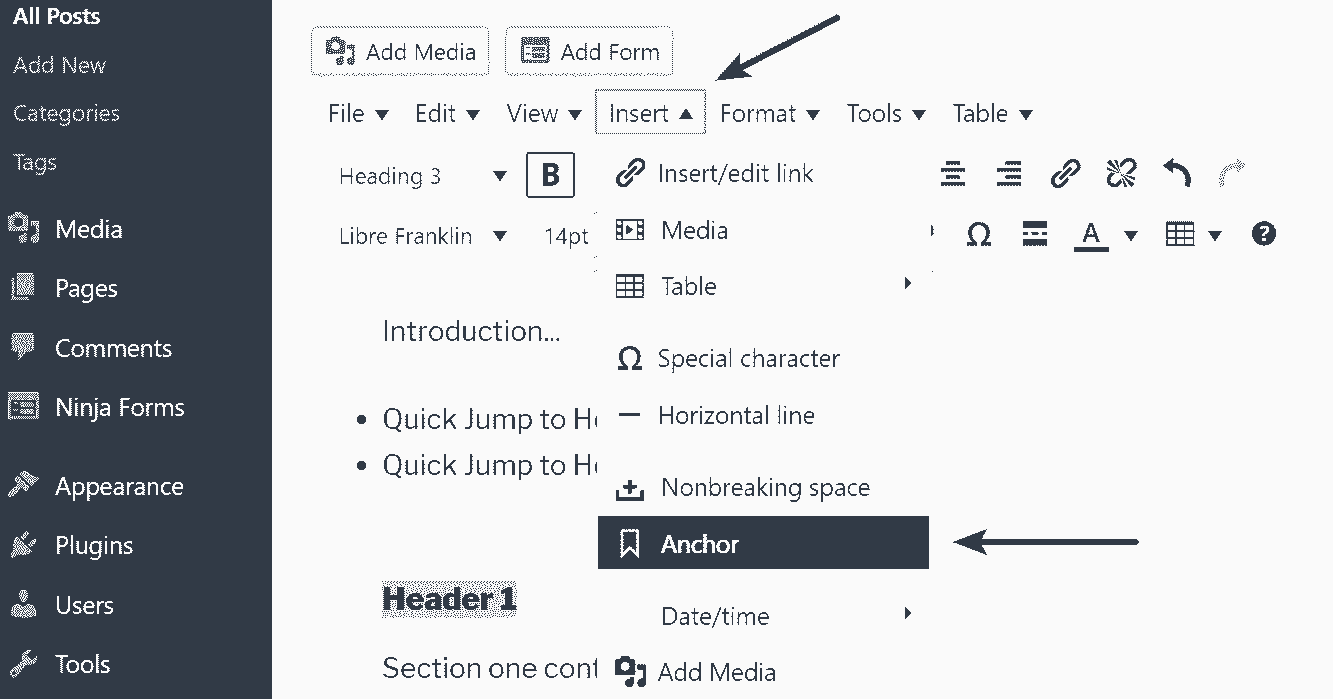 All Posts
Add New
Categories
Tags
Media
Pages
Comments
Ninja Forms
Appearance
Plugins
Users
Tools
Add Media Add Form
File Edit View Insert Format Tools Table
Heading 3 B
Libre Franklin 14pt A ?
Insert/edit link
Media
Table
Special character
Horizontal line
Nonbreaking space
Anchor
Date/time
Add Media
Introduction...
Quick Jump to He
Quick Jump to He
Header 1
Section one cont